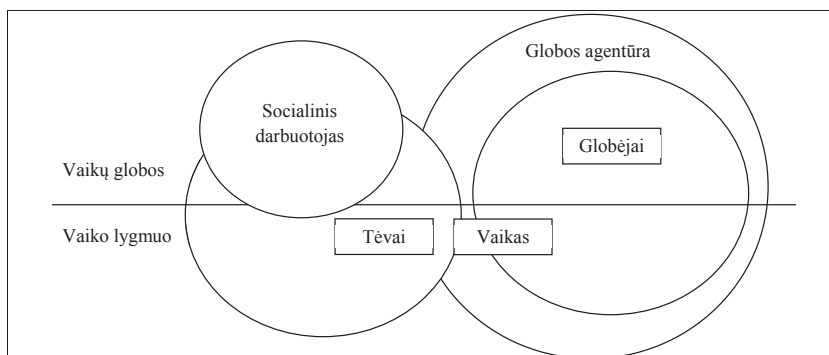 Globos agentūra
Socialinis
darbuotojas
Globėjai
Vaikų globos
Vaiko lygmuo
Tėvai
Vaikas